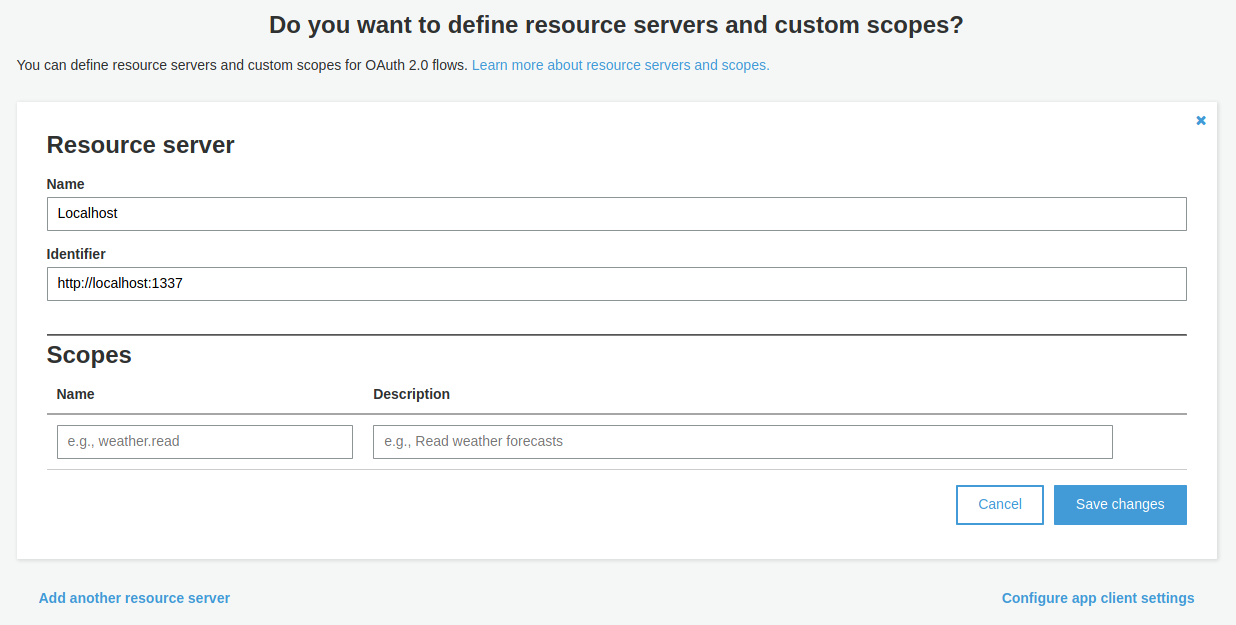 Do you want to define resource servers and custom scopes?
You can define resource servers and custom scopes for OAuth 2.0 flows. Learn more about resource servers and scopes.
Resource server
Name
Localhost
Identifier
http://localhost:1337
Scopes
Name Description
e.g., weather.read e.g., Read weather forecasts
Cancel Save changes
Add another resource server Configure app client settings